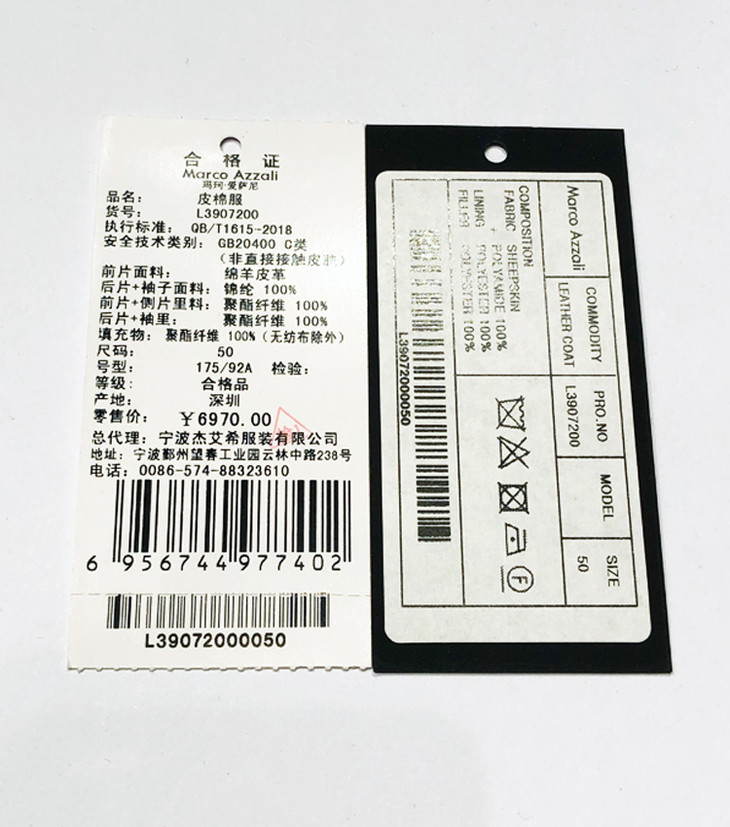 合格证
Marco Azzali
玛珂·爱萨尼
品名： 皮棉服
货号： L3907200
执行标准： QB/T1615-2018
安全技术类别： GB20400 C类
（非直接接触皮肤）
前片面料： 绵羊皮革
后片+袖子面料： 锦纶 100%
前片+侧片里料： 聚酯纤维 100%
后片+袖里： 聚酯纤维 100%
填充物： 聚酯纤维 100%（无纺布除外）
尺码： 50
号型： 175/92A 检验：
等级： 合格品
产地： 深圳
零售价： ¥6970.00
总代理：宁波杰艾希服装有限公司
地址：宁波鄞州望春工业园云林中路238号
电话：0086-574-88323610
6 956744 977402
L39072000050
Marco Azzali
COMMODITY
LEATHER COAT
PRO.NO
L3907200
MODEL
SIZE
50
COMPOSITION
FABRIC SHEEPSKIN
+ POLYAMIDE 100%
LINING POLYESTER 100%
FILLER POLYESTER 100%
F
L39072000050